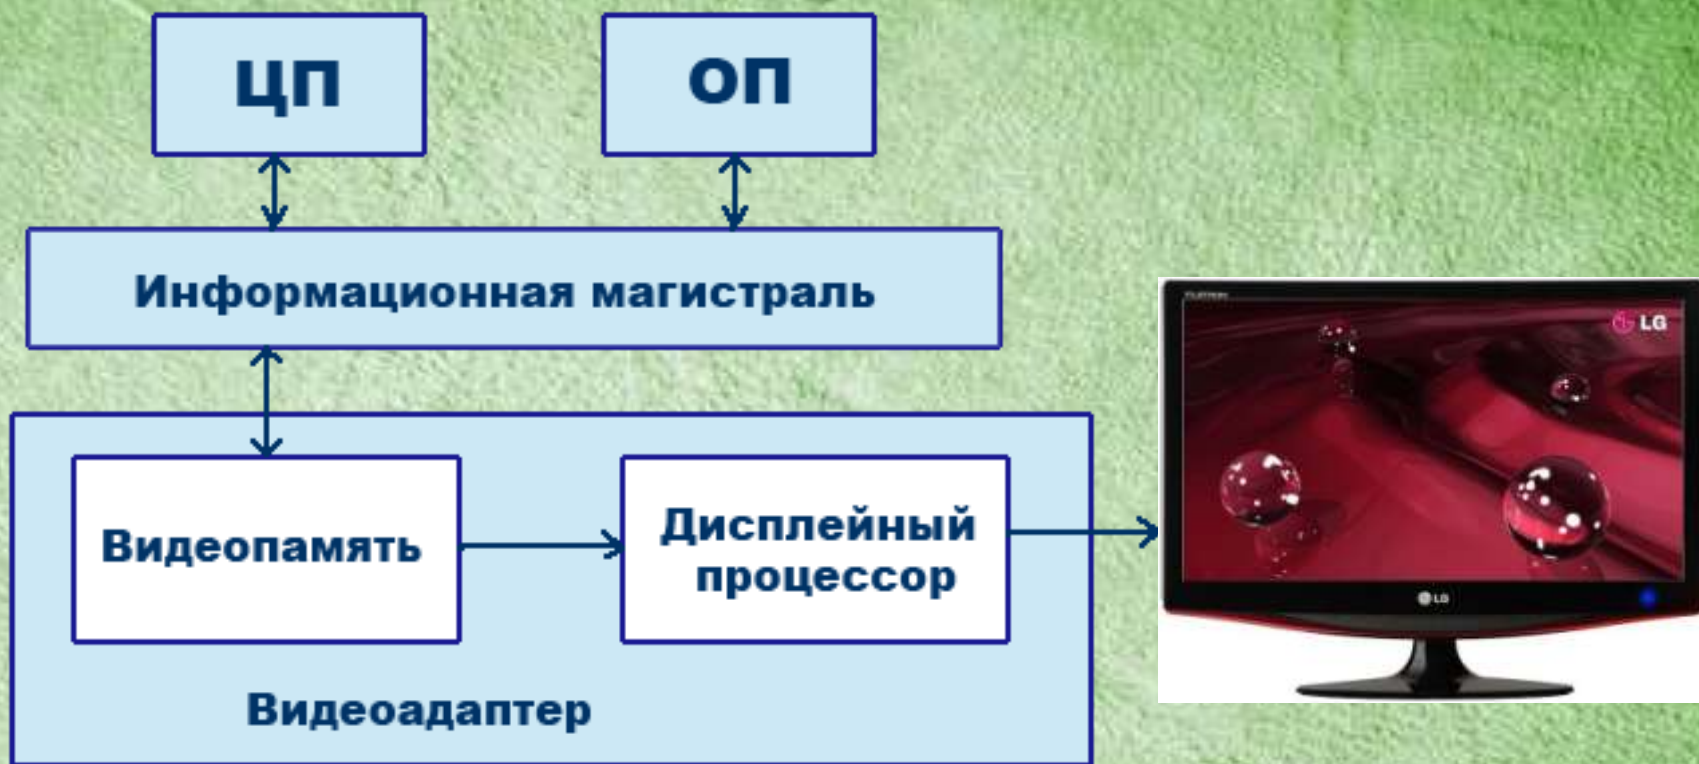 ЦП
ОП
Информационная магистраль
LG
Видеопамять
Дисплейный
процессор
LG
Видеоадаптер